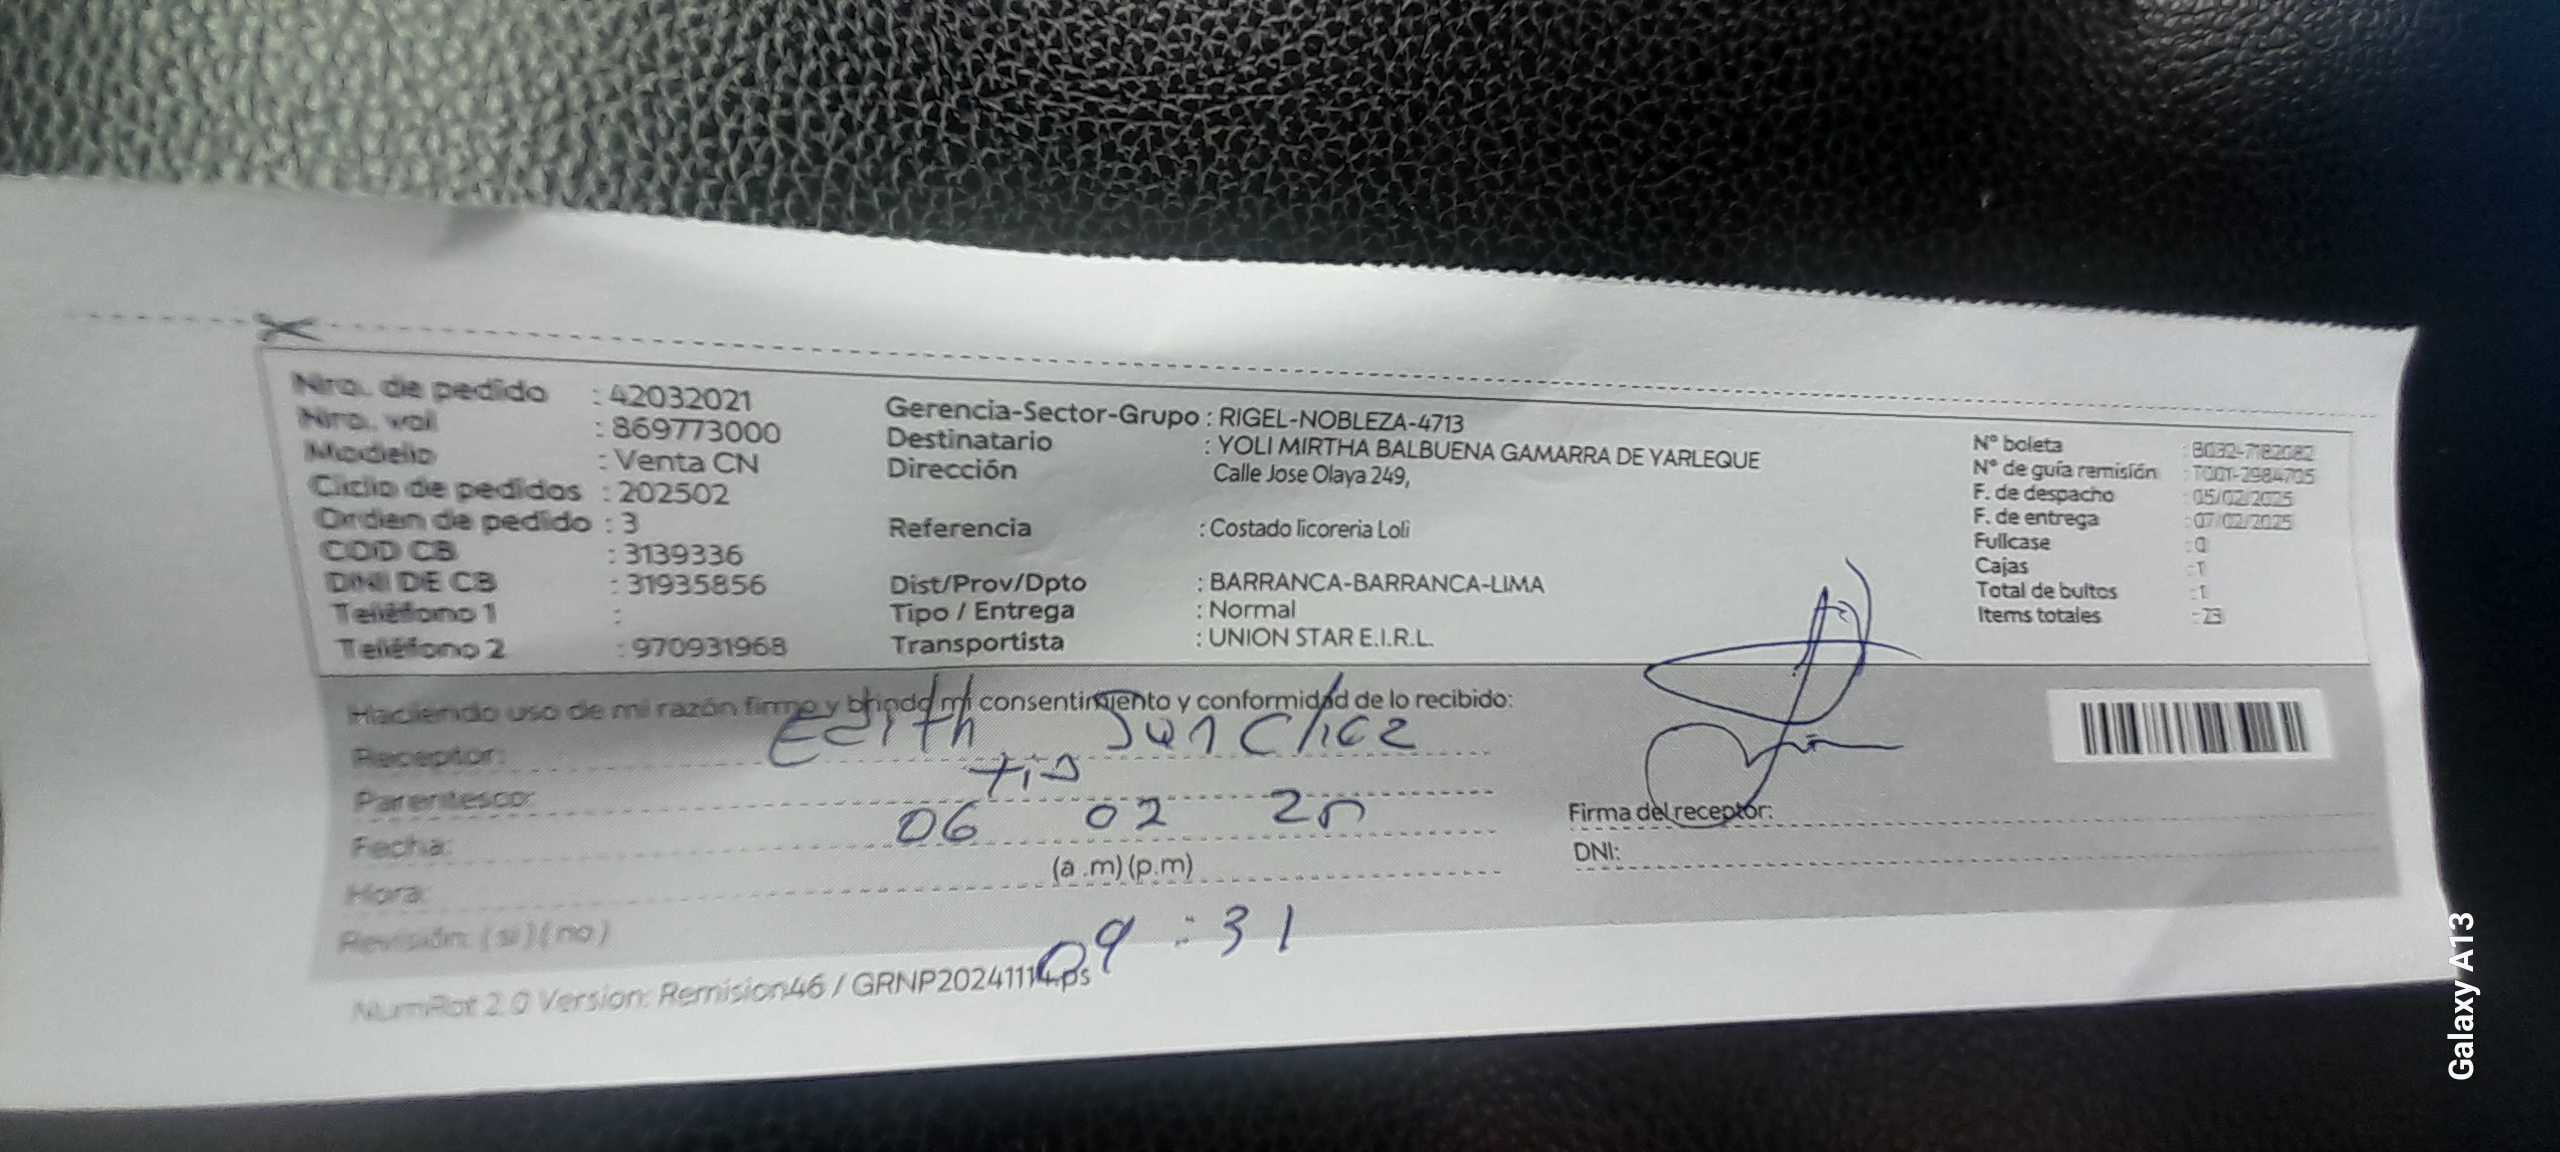 Nro. de pedido : 42032021
Nro. val : 869773000
Modelo : Venta CN
Ciclo de pedidos : 202502
Orden de pedido : 3
COD CB : 3139336
DNI DE CB : 31935856
Teléfono 1 :
Teléfono 2 : 970931968
Gerencia-Sector-Grupo : RIGEL-NOBLEZA-4713
Destinatario : YOLI MIRTHA BALBUENA GAMARRA DE YARLEQUE
Dirección Calle Jose Olaya 249,
Referencia : Costado licoreria Loli
Dist/Prov/Dpto : BARRANCA-BARRANCA-LIMA
Tipo / Entrega : Normal
Transportista : UNION STAR E.I.R.L.
N° boleta : B032-7182082
N° de guía remisión : T001-2984705
F. de despacho : 05/02/2025
F. de entrega : 07/02/2025
Fullcase : 0
Cajas : 1
Total de bultos : 1
Items totales : 23
Haciendo uso de mi razón firmo y brindo mi consentimiento y conformidad de lo recibido:
Receptor: Edith
Parentesco: tia
Fecha: 06 02 25
Hora: (a .m) (p.m)
09 : 31
Revisión: ( si ) ( no )
Firma del receptor:
DNI:
NumRot 2.0 Version: Remision46 / GRNP20241114.ps
Galaxy A13